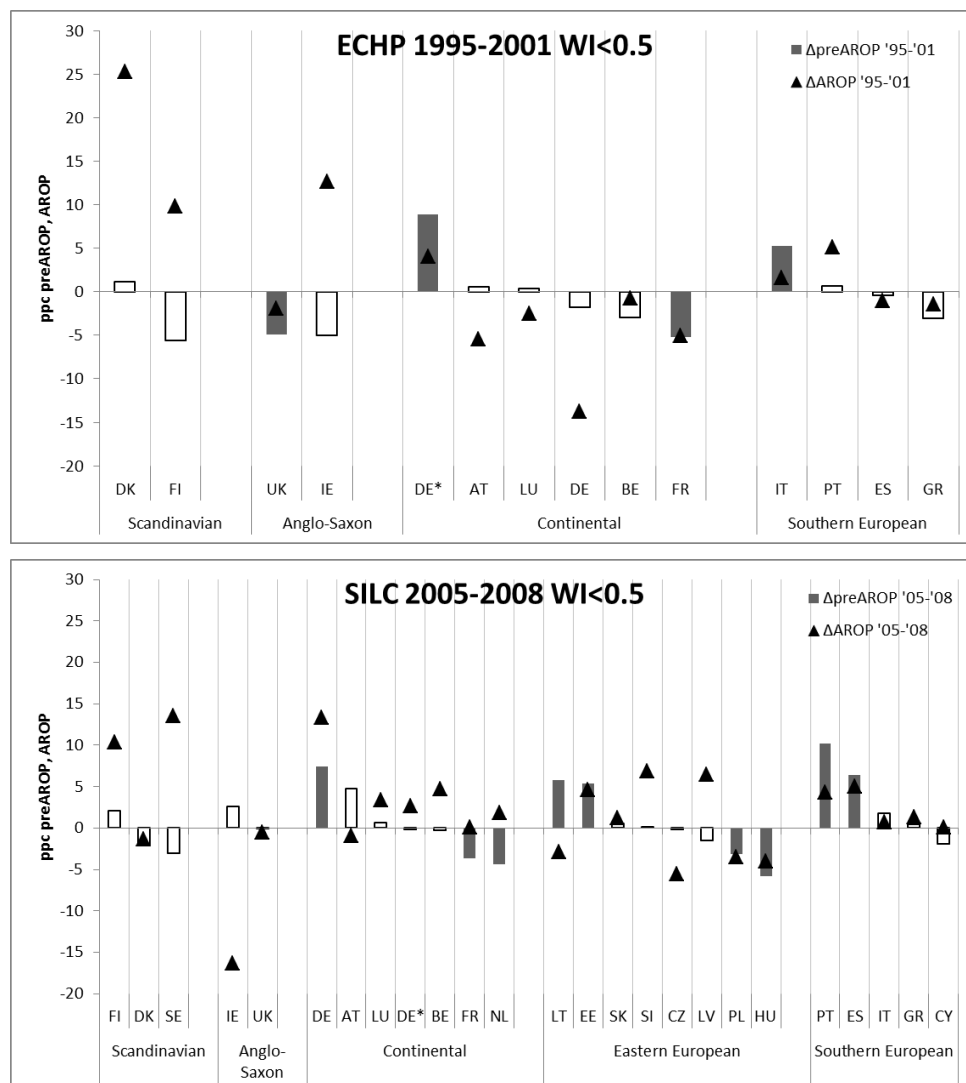 ECHP 1995-2001 WI<0.5
ΔpreAROP '95-'01
ΔAROP '95-'01
ppc preAROP, AROP
30
25
20
15
10
5
0
-5
-10
-15
-20
DK FI UK IE DE* AT LU DE BE FR IT PT ES GR
Scandinavian Anglo-Saxon Continental Southern European
SILC 2005-2008 WI<0.5
ΔpreAROP '05-'08
ΔAROP '05-'08
ppc preAROP, AROP
30
25
20
15
10
5
0
-5
-10
-15
-20
FI DK SE IE UK DE AT LU DE* BE FR NL LT EE SK SI CZ LV PL HU PT ES IT GR CY
Scandinavian Anglo- Continental Eastern European Southern European
Saxon